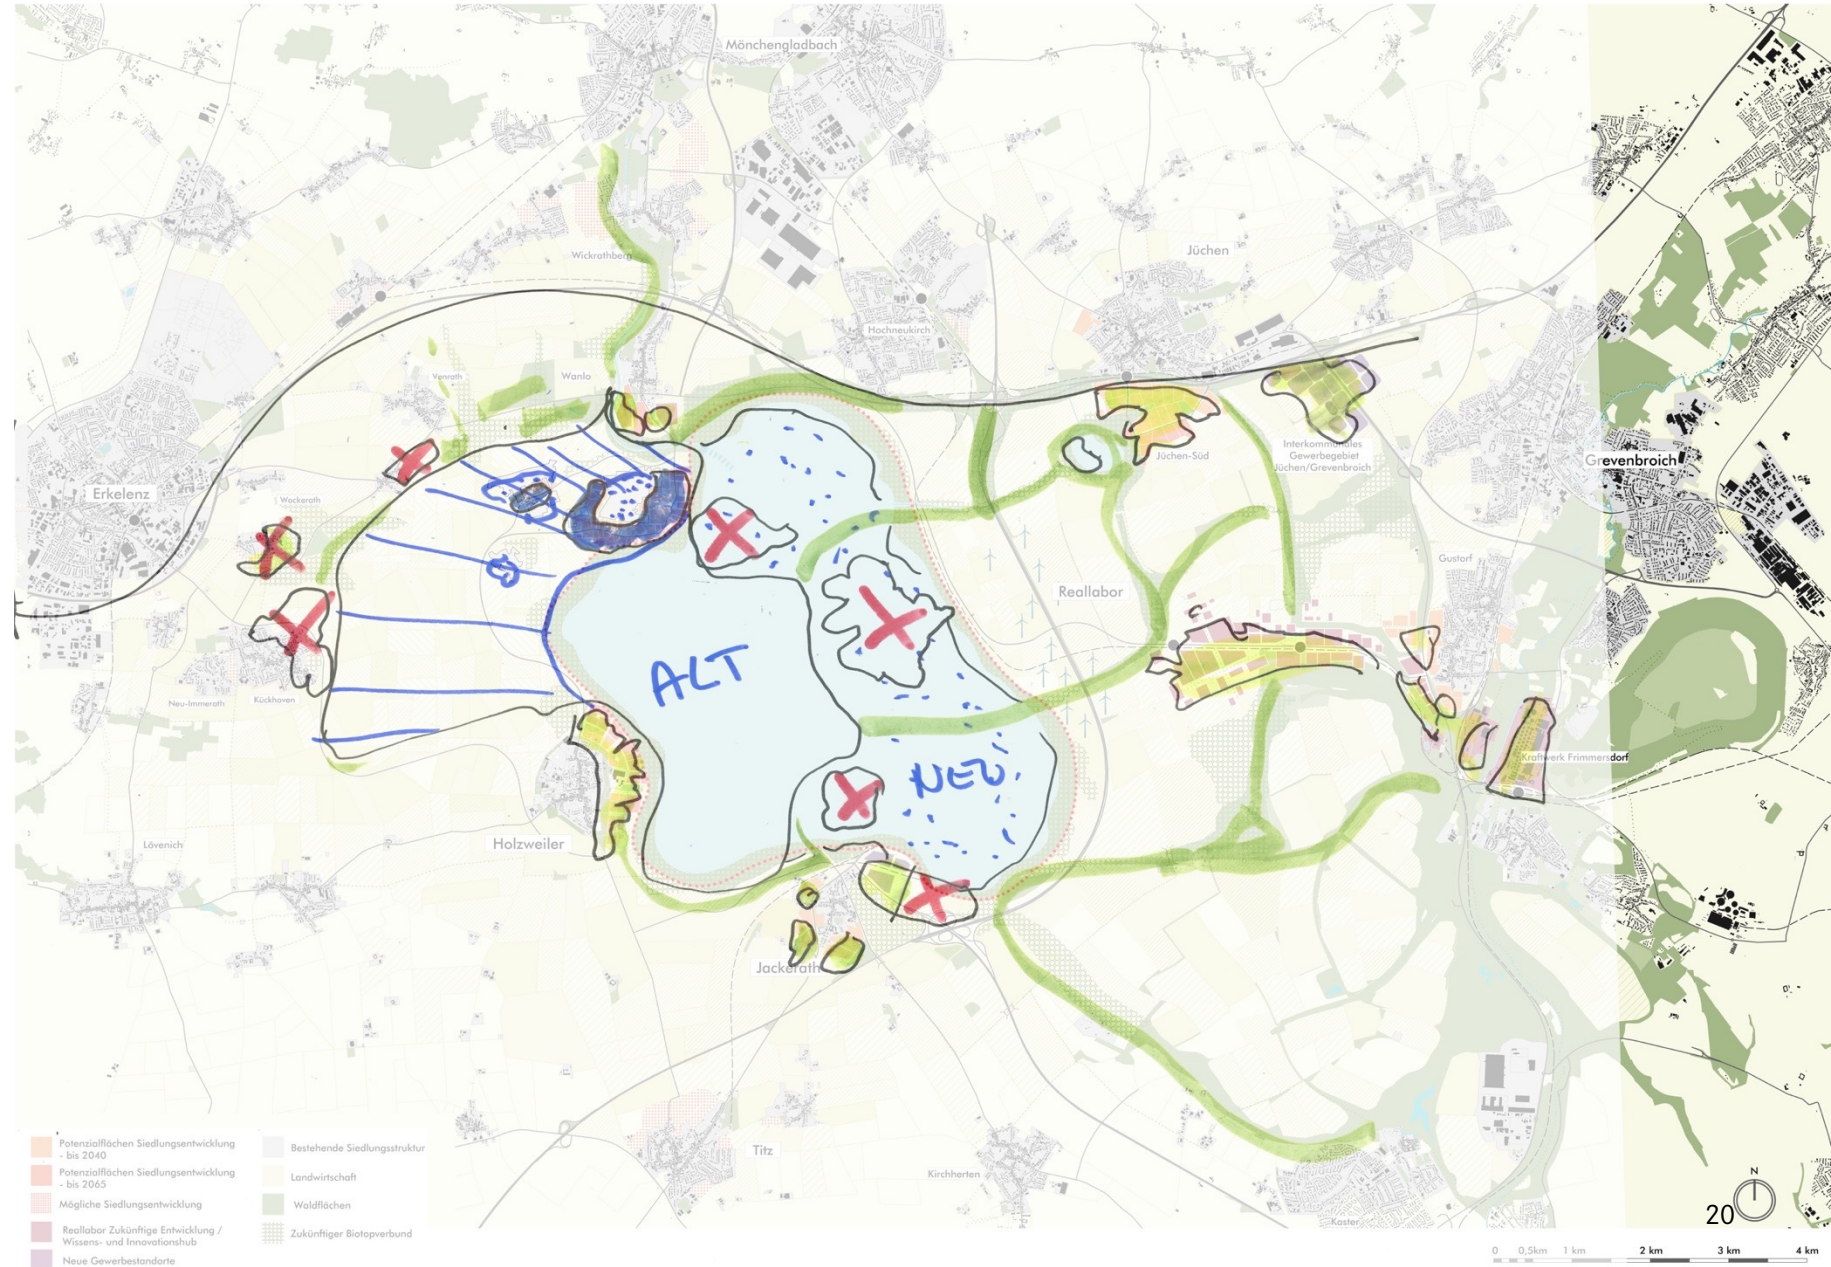 Mönchengladbach
Wickrathberg
Jüchen
Hochneukirch
Venrath
Wanlo
Interkommunales
Gewerbegebiet
Jüchen/Grevenbroich
Jüchen-Süd
Grevenbroich
Erkelenz
Wockerath
Gustorf
Reallabor
ALT
Neu-Immerath
Kückhoven
Kraftwerk Frimmersdorf
NEW
Holzweiler
Lövenich
Jackerath
Titz
Kirchherten
Kaster
Potenzialflächen Siedlungsentwicklung
- bis 2040
Potenzialflächen Siedlungsentwicklung
- bis 2065
Mögliche Siedlungsentwicklung
Reallabor Zukünftige Entwicklung /
Wissens- und Innovationshub
Neue Gewerbestandorte
Bestehende Siedlungsstruktur
Landwirtschaft
Waldflächen
Zukünftiger Biotopverbund
N
20
0 0,5km 1 km 2 km 3 km 4 km